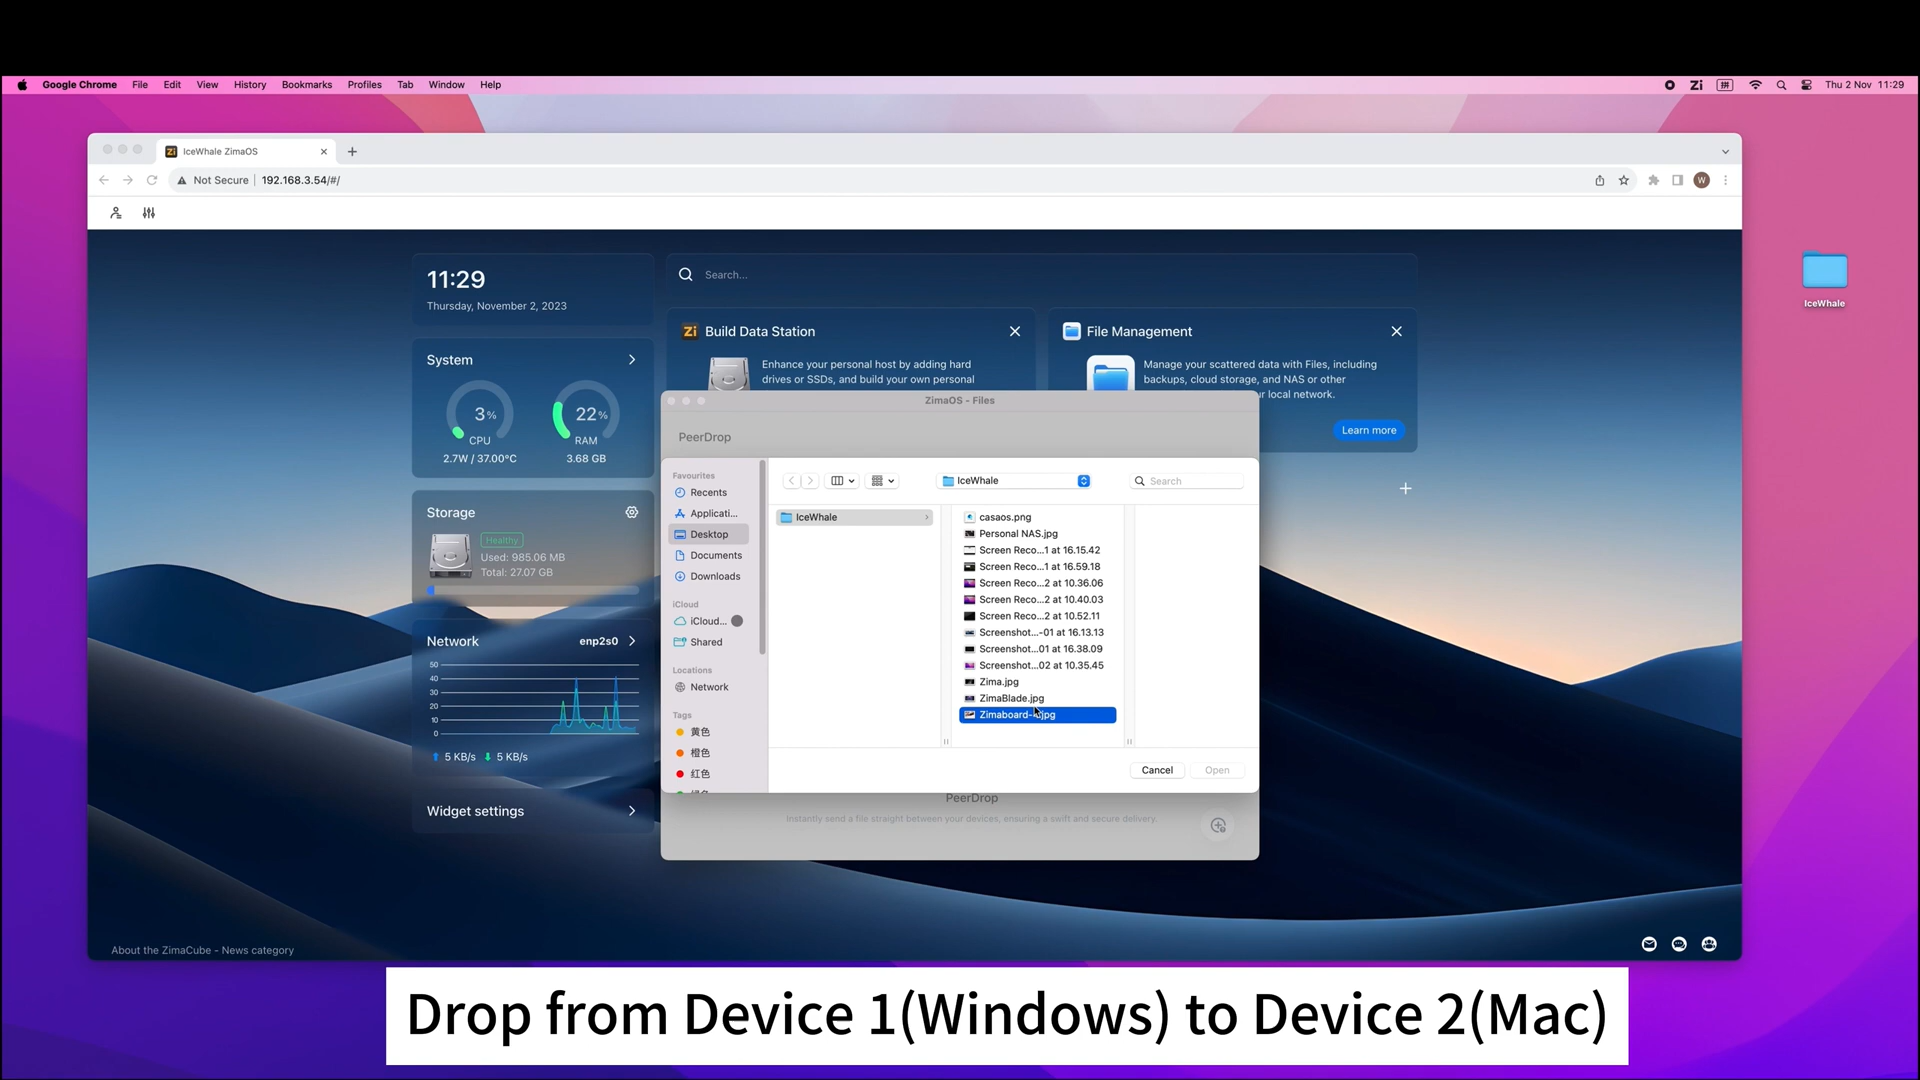 Google Chrome File Edit View History Bookmarks Profiles Tab Window Help
Zi 拼 Thu 2 Nov 11:29
Zi IceWhale ZimaOS
Not Secure 192.168.3.54/#/
W
11:29
Thursday, November 2, 2023
Search...
IceWhale
System
3%
CPU
2.7W / 37.00°C
22%
RAM
3.68 GB
Zi Build Data Station
Enhance your personal host by adding hard
drives or SSDs, and build your own personal
File Management
Manage your scattered data with Files, including
backups, cloud storage, and NAS or other
r local network.
Learn more
Storage
Healthy
Used: 985.06 MB
Total: 27.07 GB
Network
enp2s0
50
40
30
20
10
0
5 KB/s 5 KB/s
Widget settings
ZimaOS - Files
PeerDrop
Favourites
Recents
Applicati...
Desktop
Documents
Downloads
iCloud
iCloud...
Shared
Locations
Network
Tags
黄色
橙色
红色
IceWhale
Search
IceWhale
casaos.png
Personal NAS.jpg
Screen Reco...1 at 16.15.42
Screen Reco...1 at 16.59.18
Screen Reco...2 at 10.36.06
Screen Reco...2 at 10.40.03
Screen Reco...2 at 10.52.11
Screenshot...-01 at 16.13.13
Screenshot...01 at 16.38.09
Screenshot...02 at 10.35.45
Zima.jpg
ZimaBlade.jpg
Cancel
Open
PeerDrop
Instantly send a file straight between your devices, ensuring a swift and secure delivery.
About the ZimaCube - News category
Drop from Device 1(Windows) to Device 2(Mac)